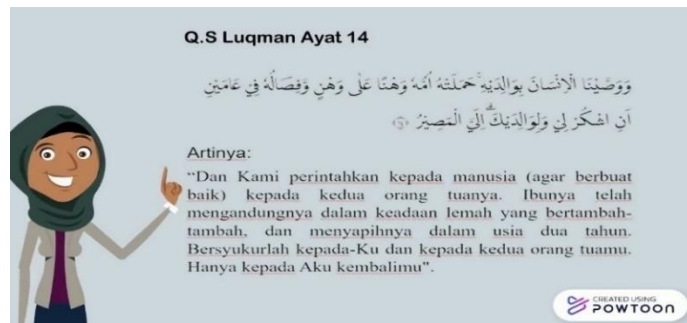 Q.S Luqman Ayat 14
وَوَصَّيْنَا الْاِنْسَانَ بِوَالِدَيْهِۚ حَمَلَتْهُ اُمُّهٗ وَهْنًا عَلٰى وَهْنٍ وَّفِصَالُهٗ فِيْ عَامَيْنِ
اَنِ اشْكُرْ لِيْ وَلِوَالِدَيْكَۗ اِلَيَّ الْمَصِيْرُ ١٤
Artinya:
“Dan Kami perintahkan kepada manusia (agar berbuat
baik) kepada kedua orang tuanya. Ibunya telah
mengandungnya dalam keadaan lemah yang bertambah-
tambah, dan menyapihnya dalam usia dua tahun.
Bersyukurlah kepada-Ku dan kepada kedua orang tuamu.
Hanya kepada Aku kembalimu”.
CREATED USING
POWTOON